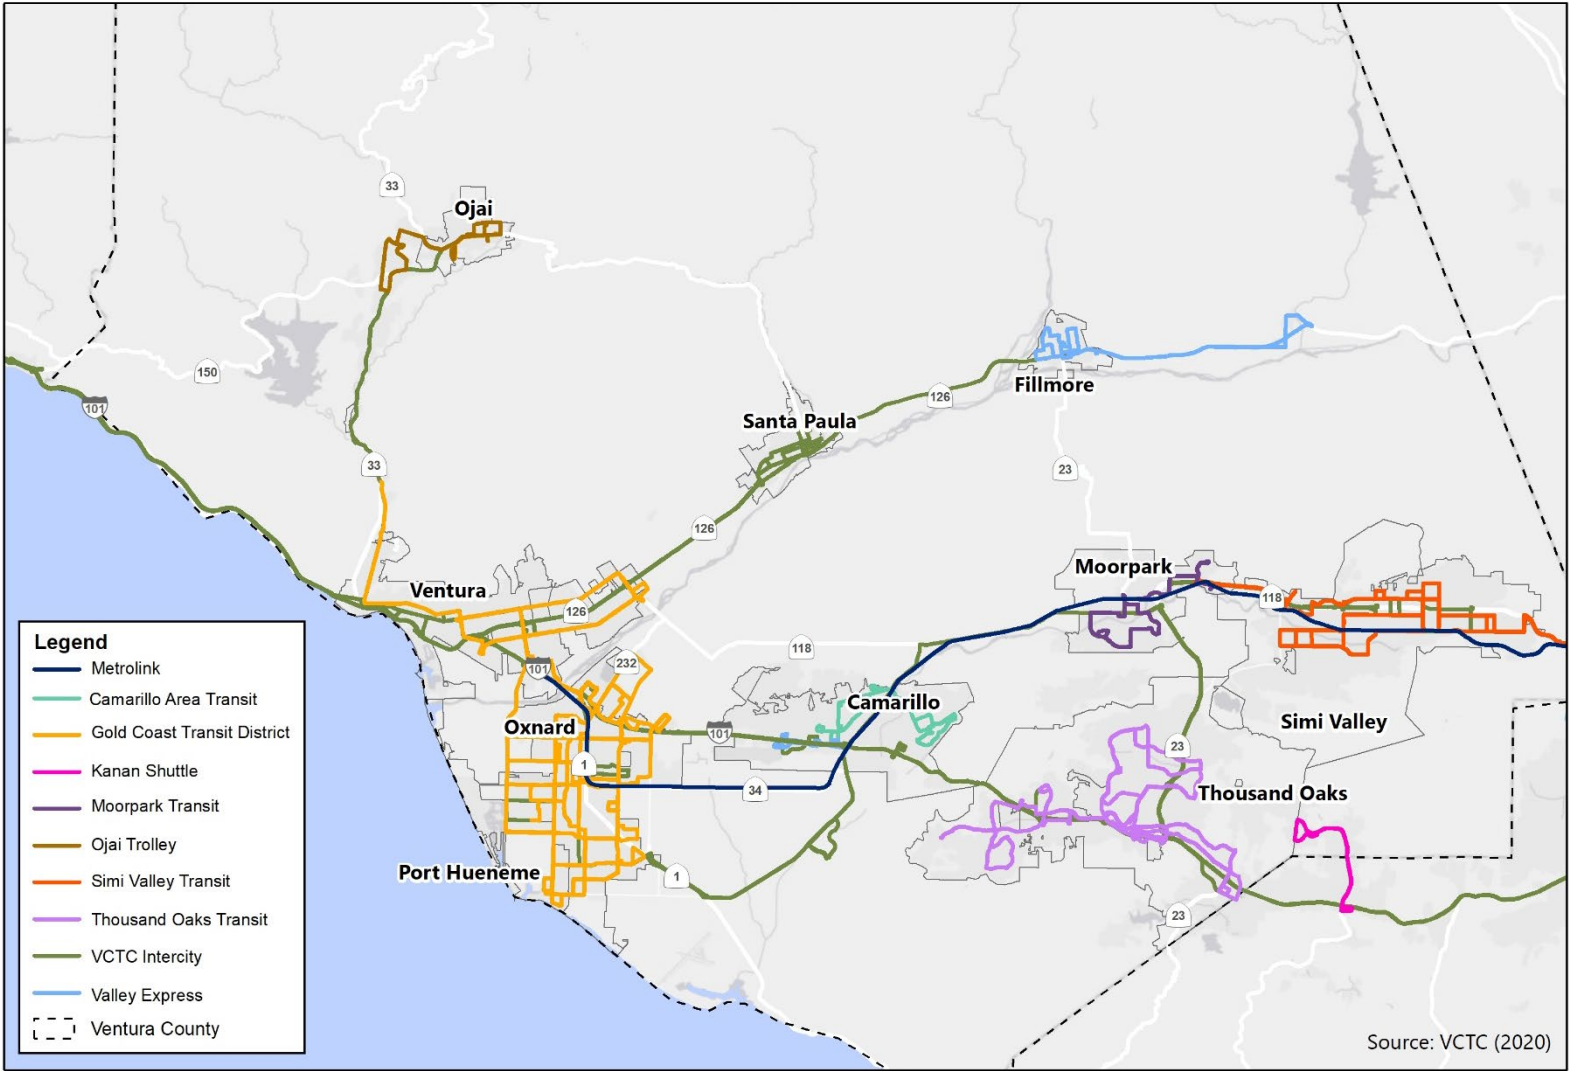 33
Ojai
150
101
Fillmore
126
Santa Paula
33
23
126
Moorpark
Ventura
118
126
Legend
Metrolink
Camarillo Area Transit
Gold Coast Transit District
Kanan Shuttle
Moorpark Transit
Ojai Trolley
Simi Valley Transit
Thousand Oaks Transit
VCTC Intercity
Valley Express
Ventura County
118
232
101
Camarillo
Simi Valley
Oxnard
101
23
1
34
Thousand Oaks
Port Hueneme
1
23
Source: VCTC (2020)